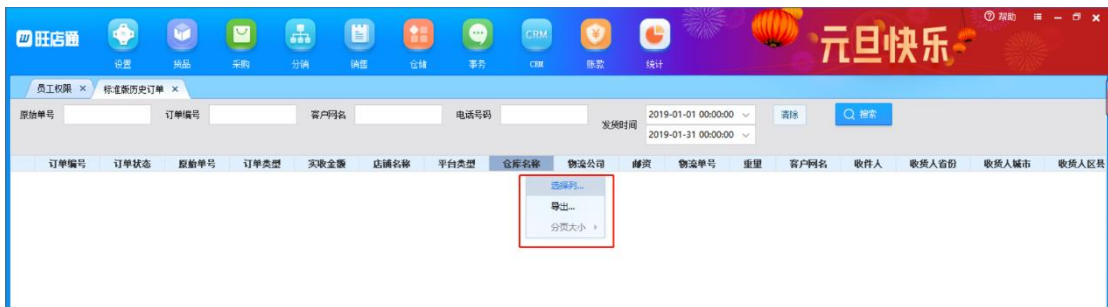 旺店通
设置 货品 采购 分销 销售 仓储 事务 CRM CRM 账款 统计
元旦快乐
帮助
员工权限 × 标准版历史订单 ×
原始单号 订单编号 客户网名 电话号码 发货时间 2019-01-01 00:00:00 清除 搜索
2019-01-31 00:00:00
订单编号 订单状态 原始单号 订单类型 实收金额 店铺名称 平台类型 仓库名称 物流公司 邮资 物流单号 重里 客户网名 收件人 收货人省份 收货人城市 收货人区县
选择列...
导出...
分页大小